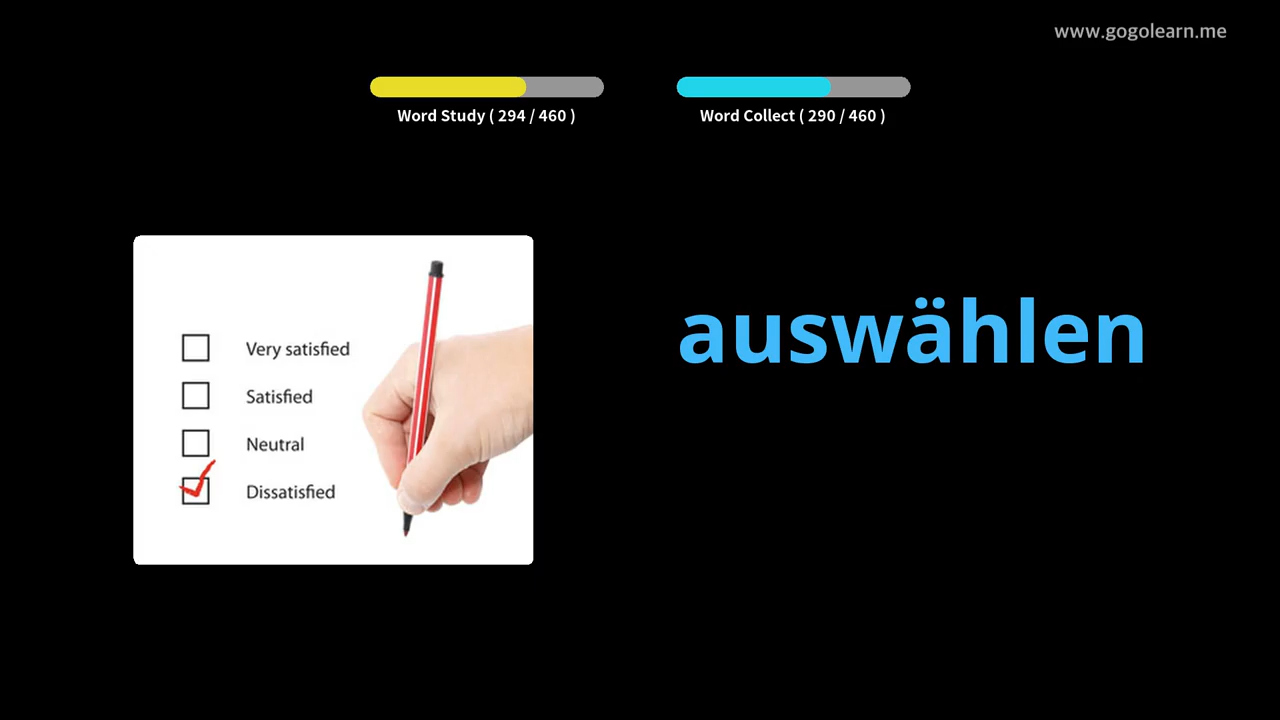 www.gogolearn.me
Word Study ( 294 / 460 )
Word Collect ( 290 / 460 )
Very satisfied
Satisfied
Neutral
Dissatisfied
auswählen